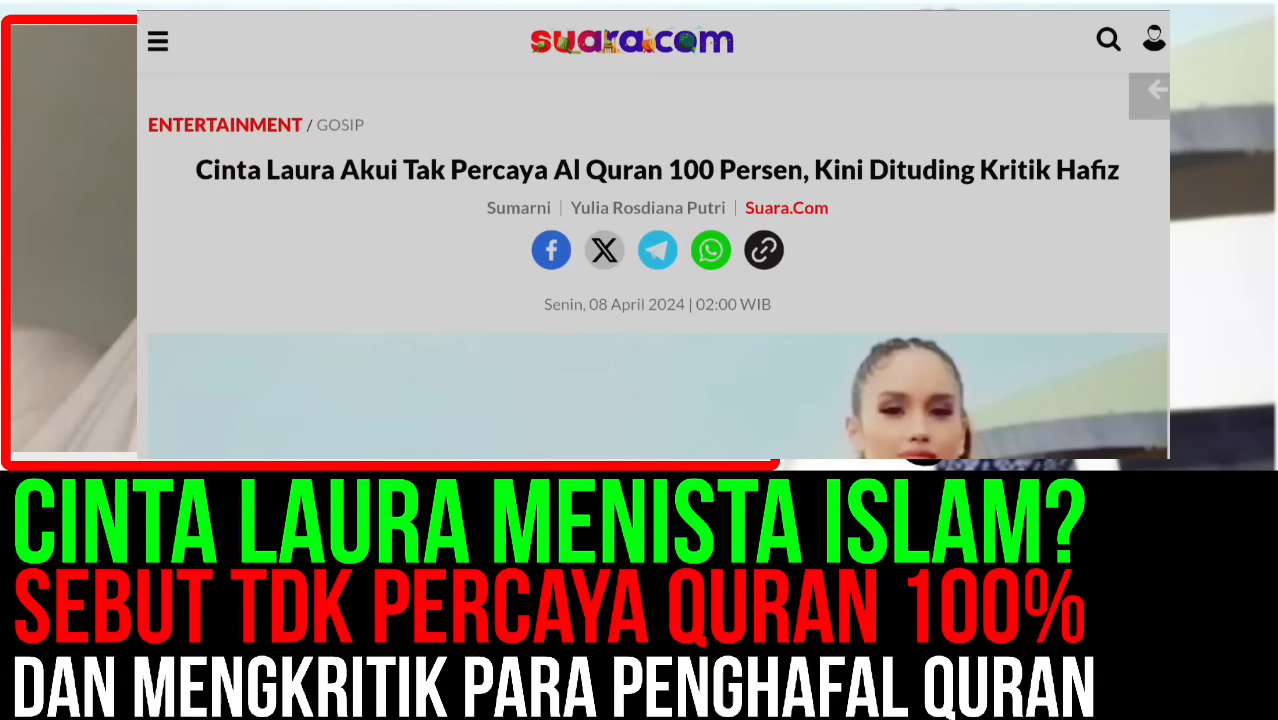 suara.com
ENTERTAINMENT / GOSIP
Cinta Laura Akui Tak Percaya Al Quran 100 Persen, Kini Dituding Kritik Hafiz
Sumarni | Yulia Rosdiana Putri | Suara.Com
Senin, 08 April 2024 | 02:00 WIB
CINTA LAURA MENISTA ISLAM?
SEBUT TDK PERCAYA QURAN 100%
DAN MENGKRITIK PARA PENGHAFAL QURAN